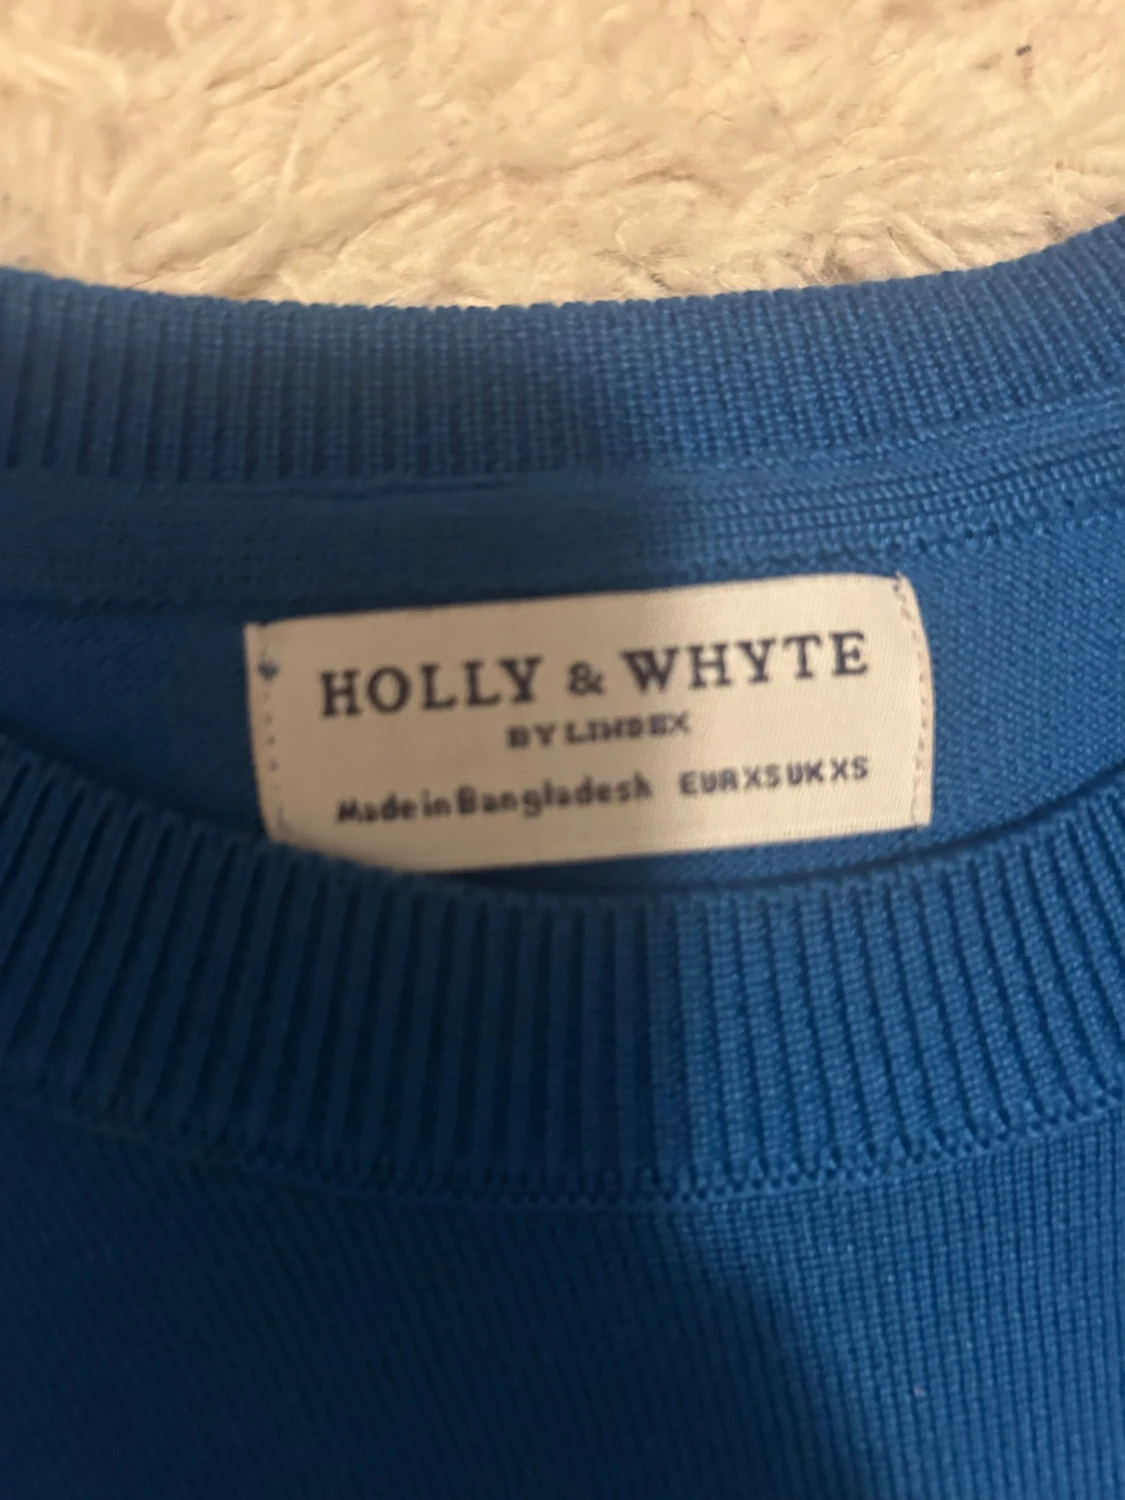 HOLLY & WHYTE
BY LINDEX
Made in Bangladesh EUR XS UK XS